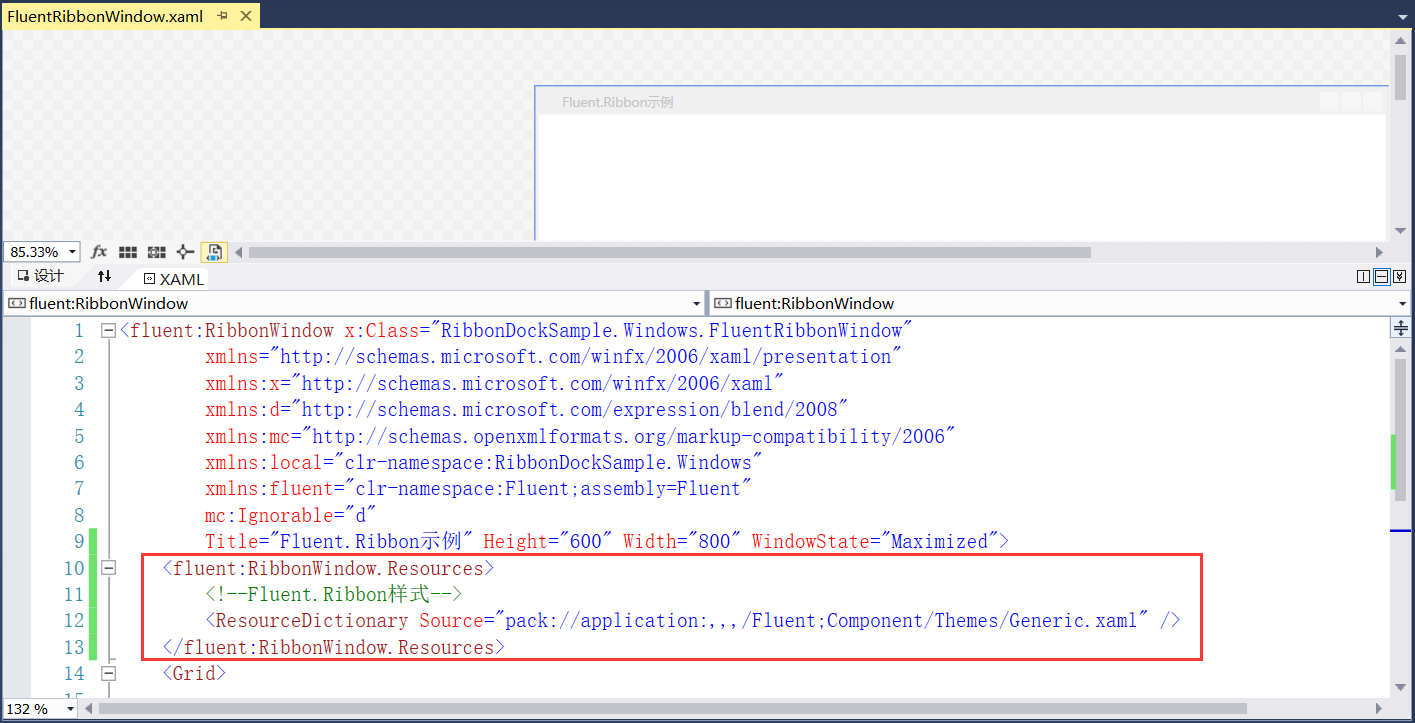 FluentRibbonWindow.xaml
Fluent.Ribbon示例
85.33%
fx
设计
XAML
fluent:RibbonWindow
fluent:RibbonWindow
1 <fluent:RibbonWindow x:Class="RibbonDockSample.Windows.FluentRibbonWindow"
2 xmlns="http://schemas.microsoft.com/winfx/2006/xaml/presentation"
3 xmlns:x="http://schemas.microsoft.com/winfx/2006/xaml"
4 xmlns:d="http://schemas.microsoft.com/expression/blend/2008"
5 xmlns:mc="http://schemas.openxmlformats.org/markup-compatibility/2006"
6 xmlns:local="clr-namespace:RibbonDockSample.Windows"
7 xmlns:fluent="clr-namespace:Fluent;assembly=Fluent"
8 mc:Ignorable="d"
9 Title="Fluent.Ribbon示例" Height="600" Width="800" WindowState="Maximized">
10 <fluent:RibbonWindow.Resources>
11 <!--Fluent.Ribbon样式-->
12 <ResourceDictionary Source="pack://application:,,,/Fluent;Component/Themes/Generic.xaml" />
13 </fluent:RibbonWindow.Resources>
14 <Grid>
15
132 %